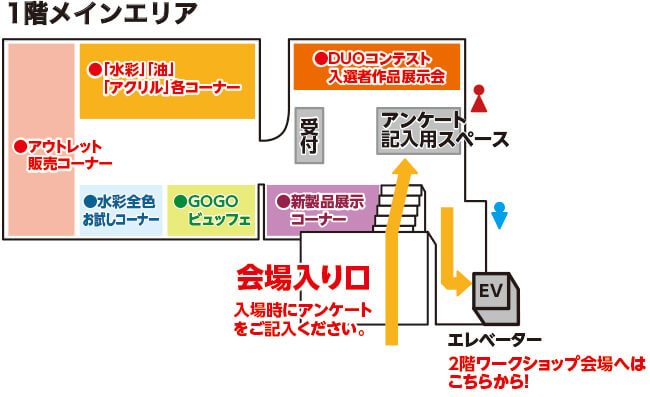 1階メインエリア
●「水彩」「油」
「アクリル」各コーナー
●DUOコンテスト
入選者作品展示会
受付
アンケート
記入用スペース
●アウトレット
販売コーナー
●水彩全色
お試しコーナー
●GOGO
ビュッフェ
●新製品展示
コーナー
会場入り口
入場時にアンケート
をご記入ください。
EV
エレベーター
2階ワークショップ会場へは
こちらから!